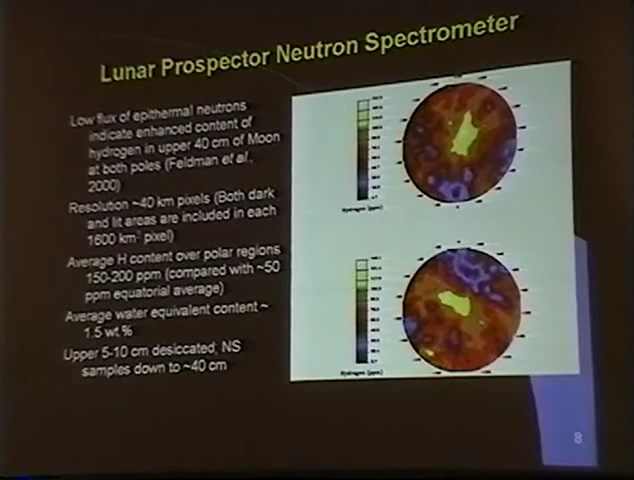 Lunar Prospector Neutron Spectrometer
Low flux of epithermal neutrons
indicate enhanced content of
hydrogen in upper 40 cm of Moon
at both poles (Feldman et al.,
2000)
Resolution ~40 km pixels (Both dark
and lit areas are included in each
1600 km² pixel)
Average H content over polar regions
150-200 ppm (compared with ~50
ppm equatorial average)
Average water equivalent content ~
1.5 wt.%
Upper 5-10 cm desiccated; NS
samples down to ~40 cm
Hydrogen (ppm)
Hydrogen (ppm)
8